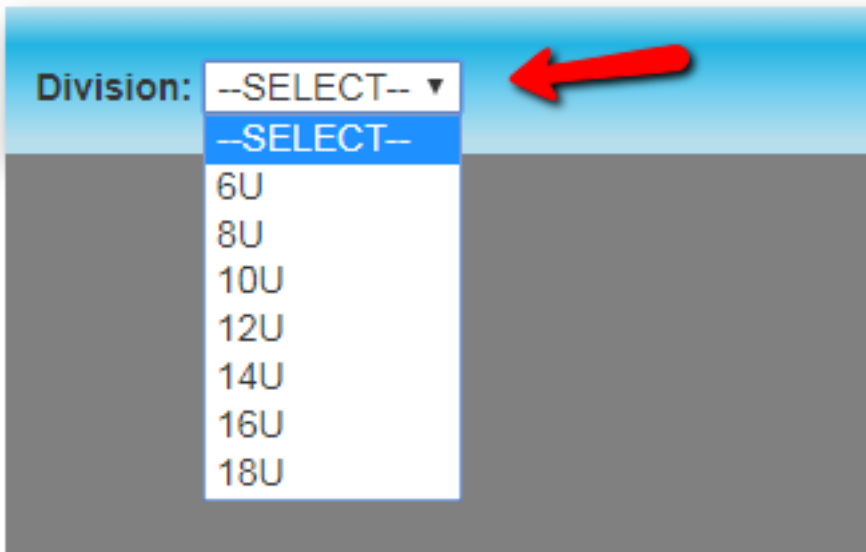 Division: --SELECT-- ▼
--SELECT--
6U
8U
10U
12U
14U
16U
18U